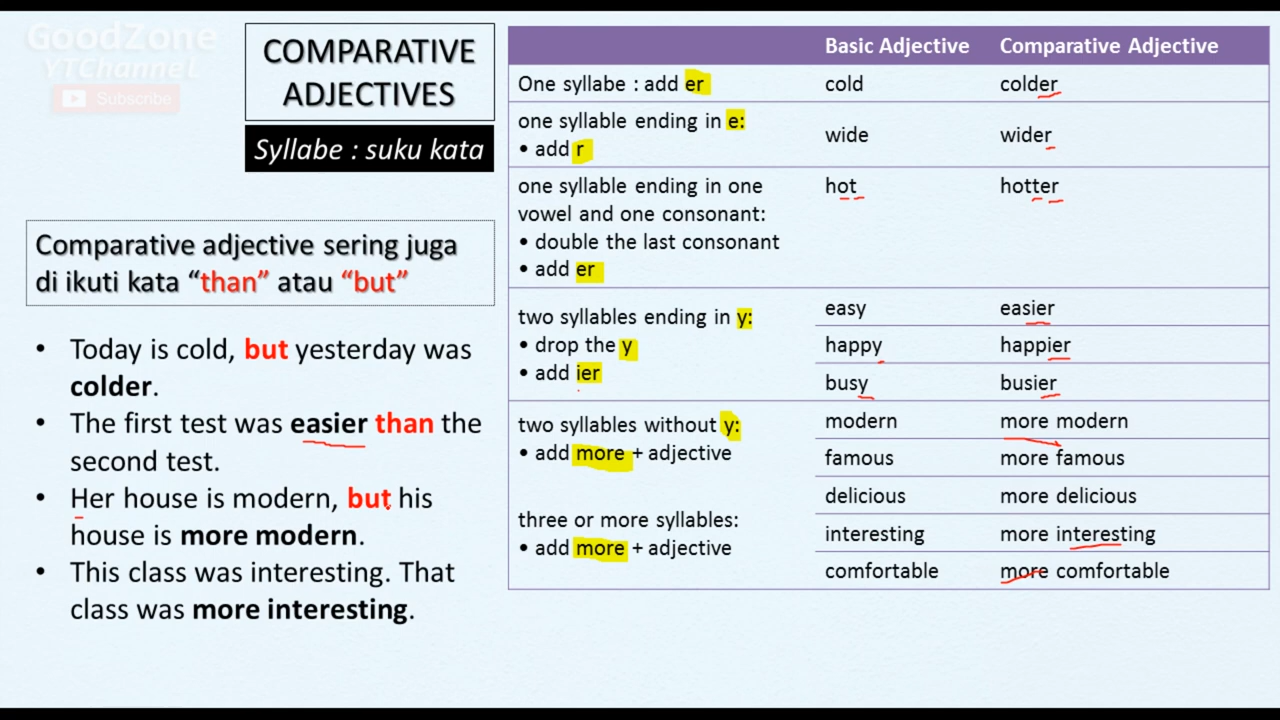 GoodZone
YTChanneL
Subscribe
COMPARATIVE
ADJECTIVES
Syllabe : suku kata
Comparative adjective sering juga
di ikuti kata “than” atau “but”
• Today is cold, but yesterday was
colder.
• The first test was easier than the
second test.
• Her house is modern, but his
house is more modern.
• This class was interesting. That
class was more interesting.
Basic Adjective Comparative Adjective
One syllabe : add er cold colder
one syllable ending in e:
• add r
wide wider
one syllable ending in one hot hotter
vowel and one consonant:
• double the last consonant
• add er
two syllables ending in y:
• drop the y
• add ier
easy easier
happy happier
busy busier
two syllables without y:
• add more + adjective
modern more modern
famous more famous
three or more syllables:
• add more + adjective
delicious more delicious
interesting more interesting
comfortable more comfortable